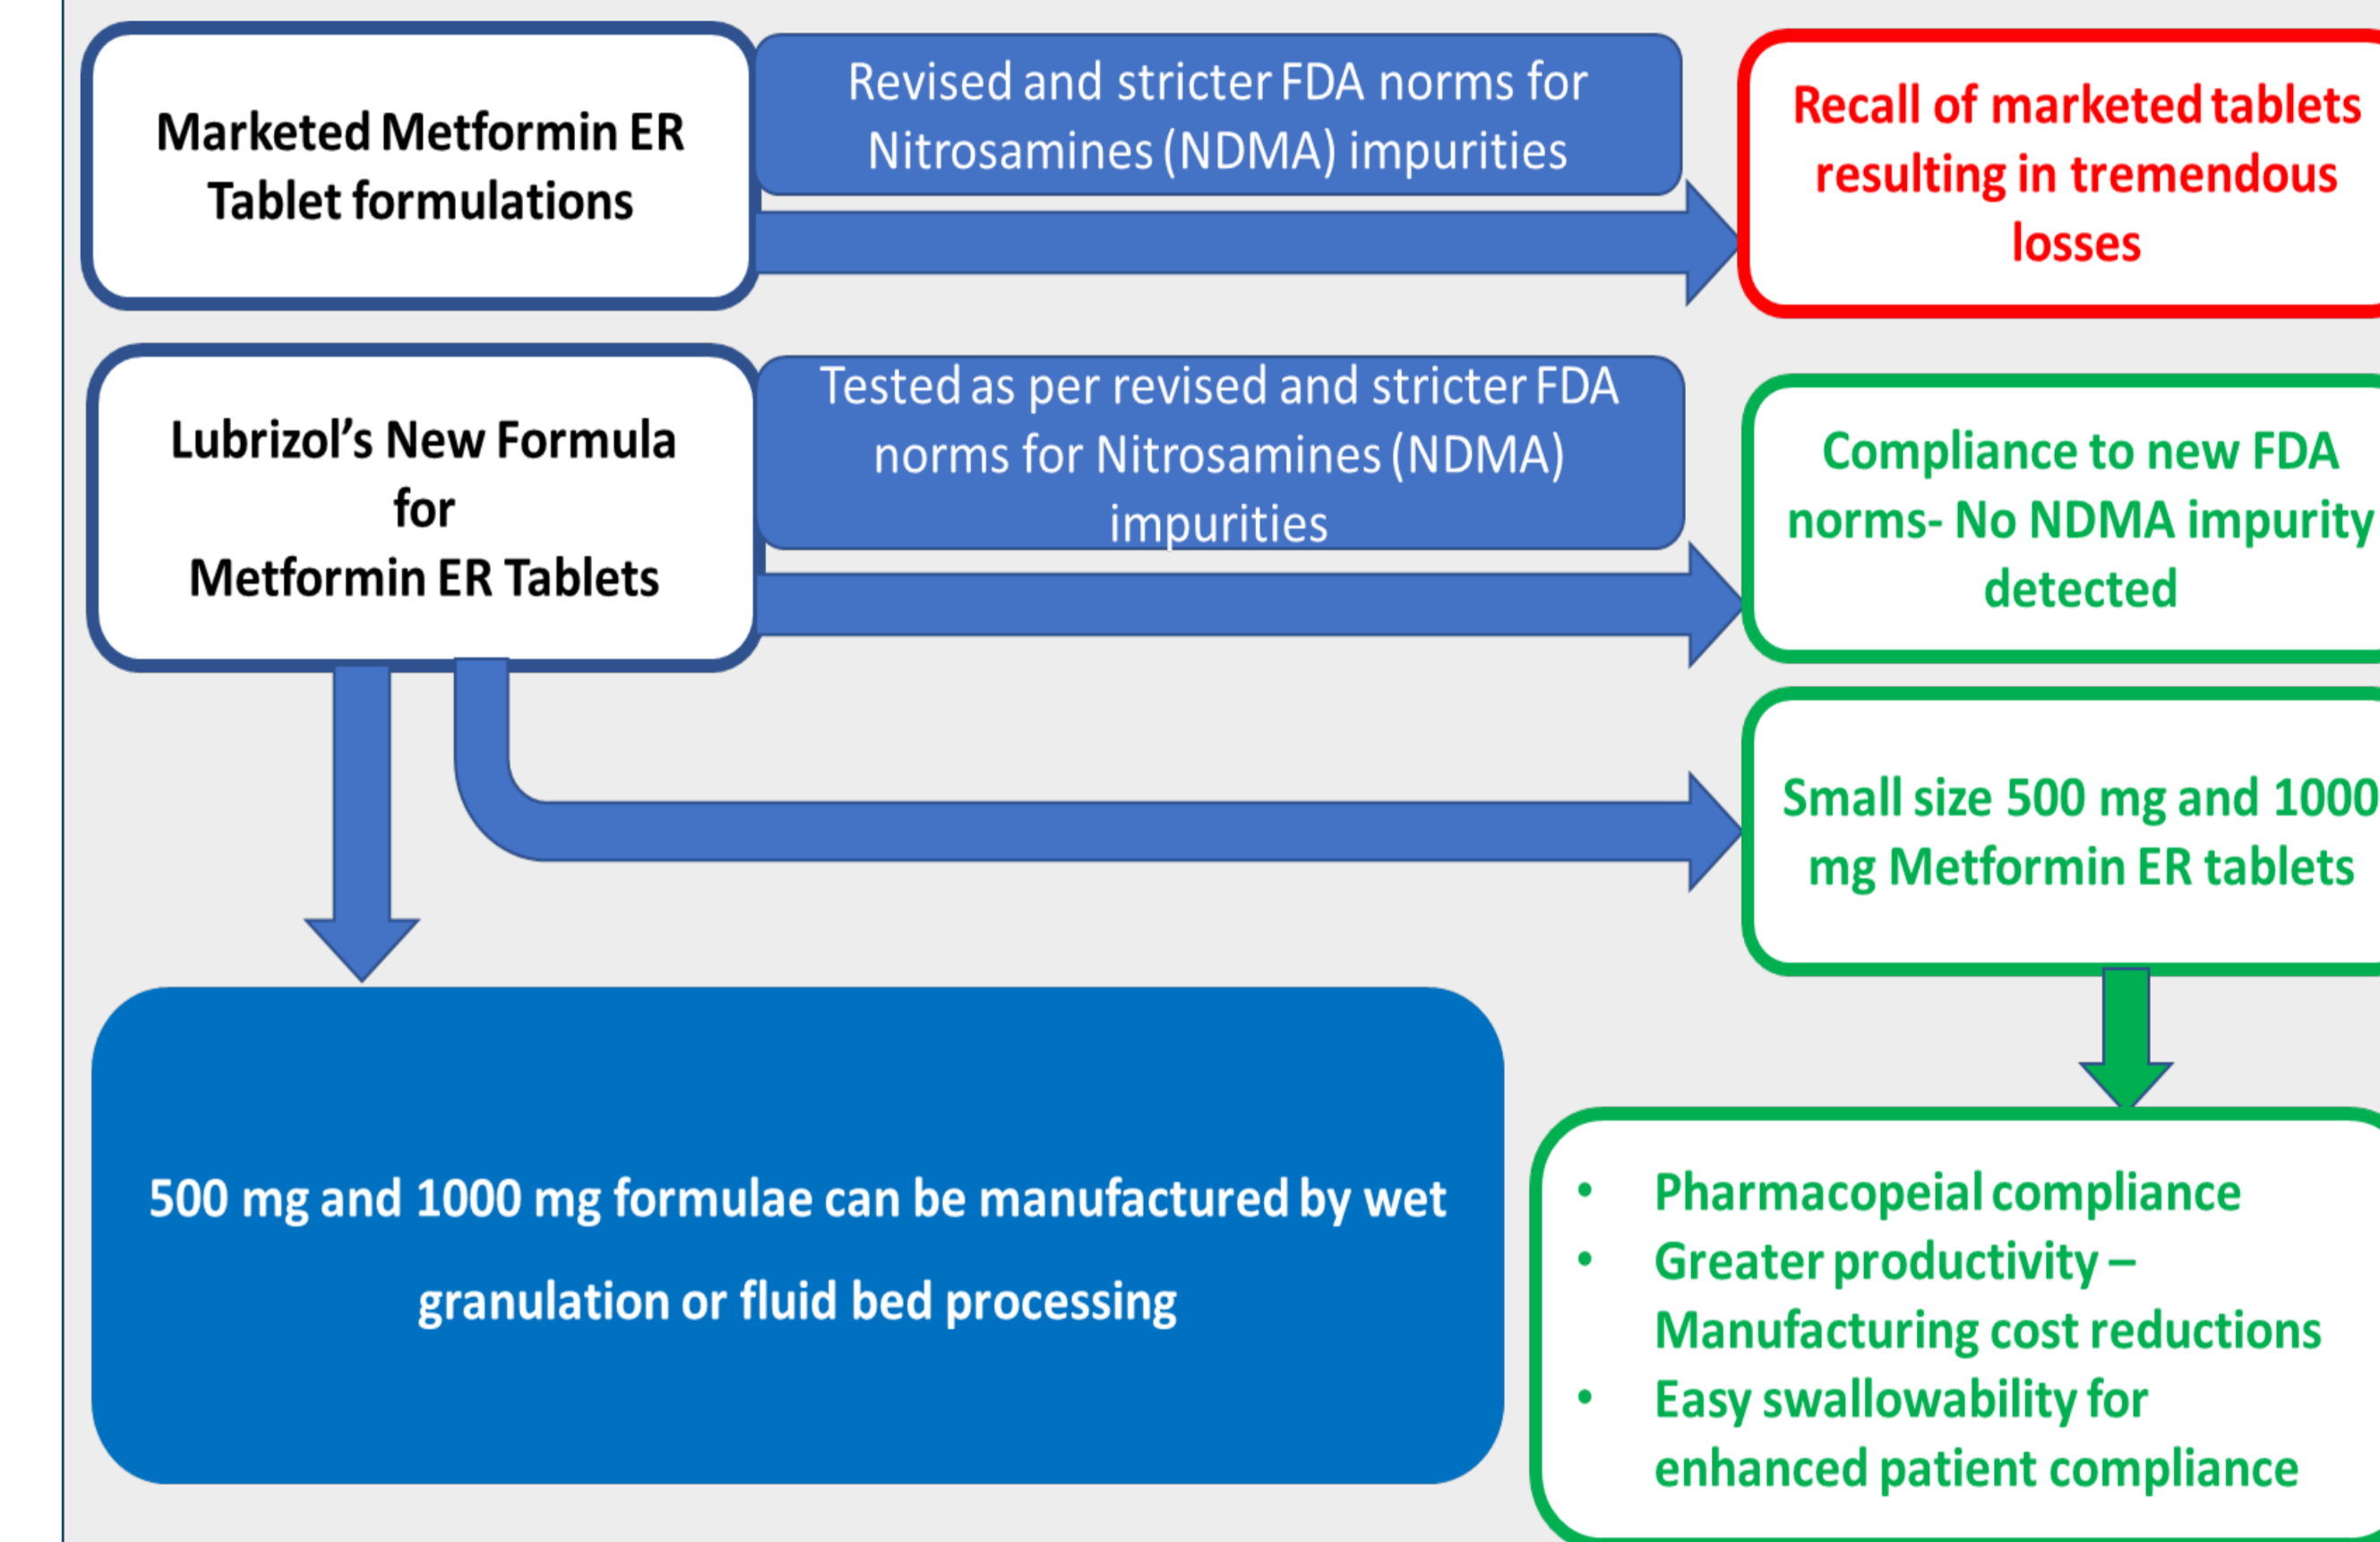 Marketed Metformin ER
Tablet formulations
Revised and stricter FDA norms for
Nitrosamines (NDMA) impurities
Recall of marketed tablets
resulting in tremendous
losses
Lubrizol’s New Formula
for
Metformin ER Tablets
Tested as per revised and stricter FDA
norms for Nitrosamines (NDMA)
impurities
Compliance to new FDA
norms- No NDMA impurity
detected
Small size 500 mg and 1000
mg Metformin ER tablets
500 mg and 1000 mg formulae can be manufactured by wet
granulation or fluid bed processing
• Pharmacopeial compliance
• Greater productivity –
Manufacturing cost reductions
• Easy swallowability for
enhanced patient compliance